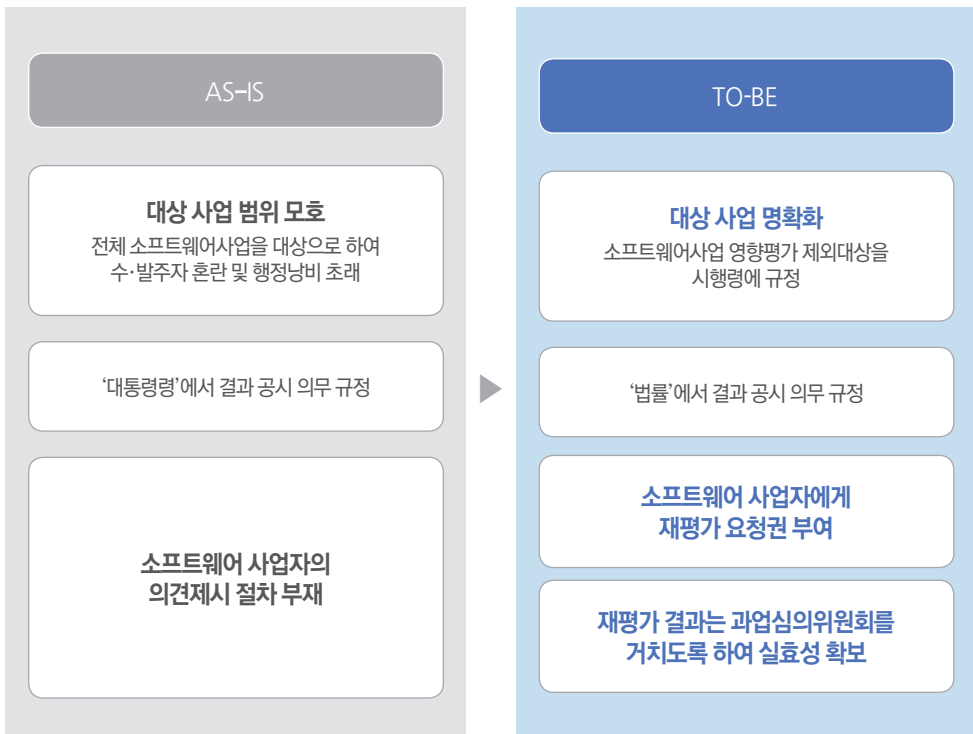 AS-IS
대상 사업 범위 모호
전체 소프트웨어사업을 대상으로 하여
수·발주자 혼란 및 행정낭비 초래
‘대통령령’에서 결과 공시 의무 규정
소프트웨어 사업자의
의견제시 절차 부재
TO-BE
대상 사업 명확화
소프트웨어사업 영향평가 제외대상을
시행령에 규정
‘법률’에서 결과 공시 의무 규정
소프트웨어 사업자에게
재평가 요청권 부여
재평가 결과는 과업심의위원회를
거치도록 하여 실효성 확보